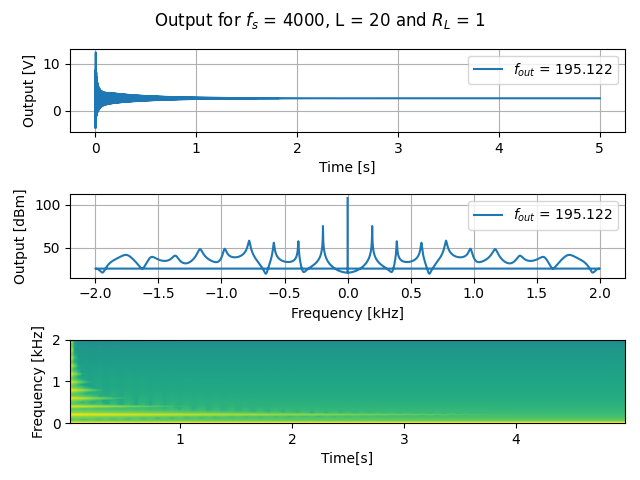 Output for $f_s$ = 4000, L = 20 and $R_L$ = 1
Output [V]
10
0
$f_{out}$ = 195.122
0 1 2 3 4 5
Time [s]
Output [dBm]
100
50
$f_{out}$ = 195.122
−2.0 −1.5 −1.0 −0.5 0.0 0.5 1.0 1.5 2.0
Frequency [kHz]
Frequency [kHz]
2
1
0
1 2 3 4
Time[s]